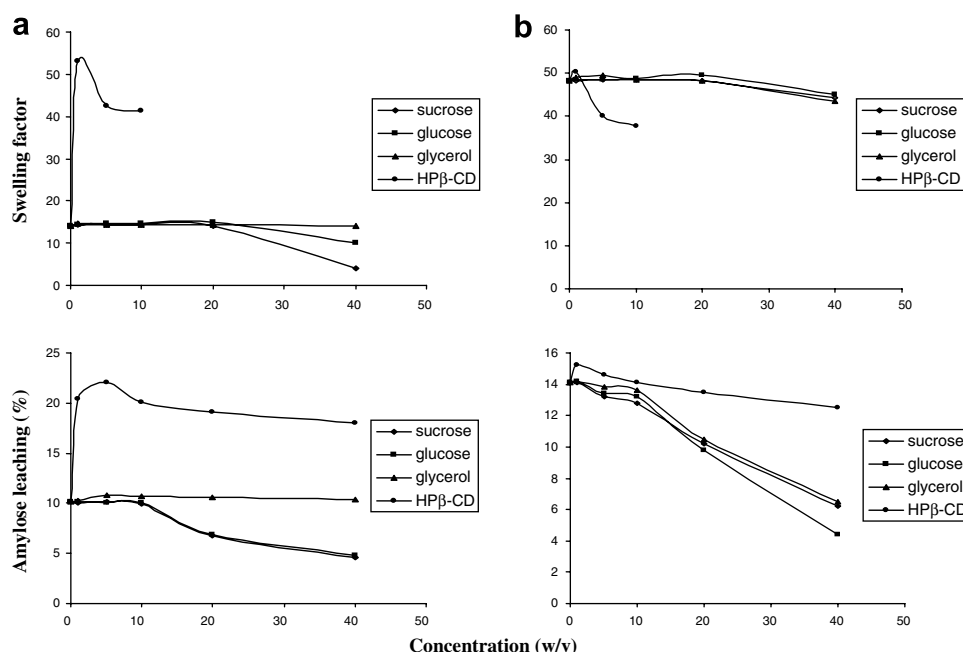 a
Swelling factor
60
50
40
30
20
10
0
0 10 20 30 40 50
sucrose
glucose
glycerol
HPβ-CD
b
60
50
40
30
20
10
0
0 10 20 30 40 50
sucrose
glucose
glycerol
HPβ-CD
Amylose leaching (%)
25
20
15
10
5
0
0 10 20 30 40 50
sucrose
glucose
glycerol
HPβ-CD
16
14
12
10
8
6
4
2
0
0 10 20 30 40 50
sucrose
glucose
glycerol
HPβ-CD
Concentration (w/v)